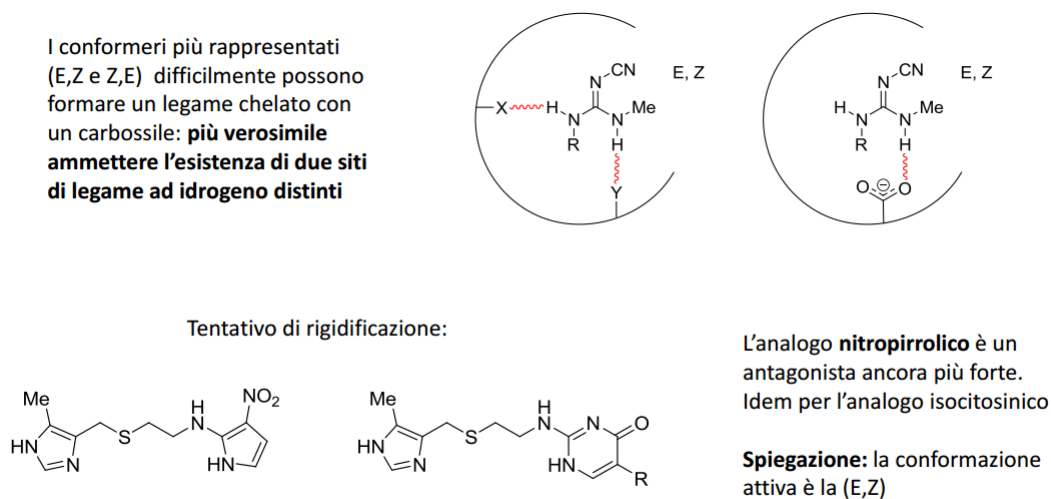 I conformeri più rappresentati
(E,Z e Z,E) difficilmente possono
formare un legame chelato con
un carbossile: più verosimile
ammettere l'esistenza di due siti
di legame ad idrogeno distinti
CN
N
E, Z
X
H
N
N
Me
R
H
Y
CN
N
E, Z
H
N
N
Me
R
H
O
⊖
O
Tentativo di rigidificazione:
Me
HN
N
S
H
N
NO2
HN
Me
HN
N
S
H
N
N
O
HN
R
L'analogo nitropirrolico è un
antagonista ancora più forte.
Idem per l'analogo isocitosinico
Spiegazione: la conformazione
attiva è la (E,Z)